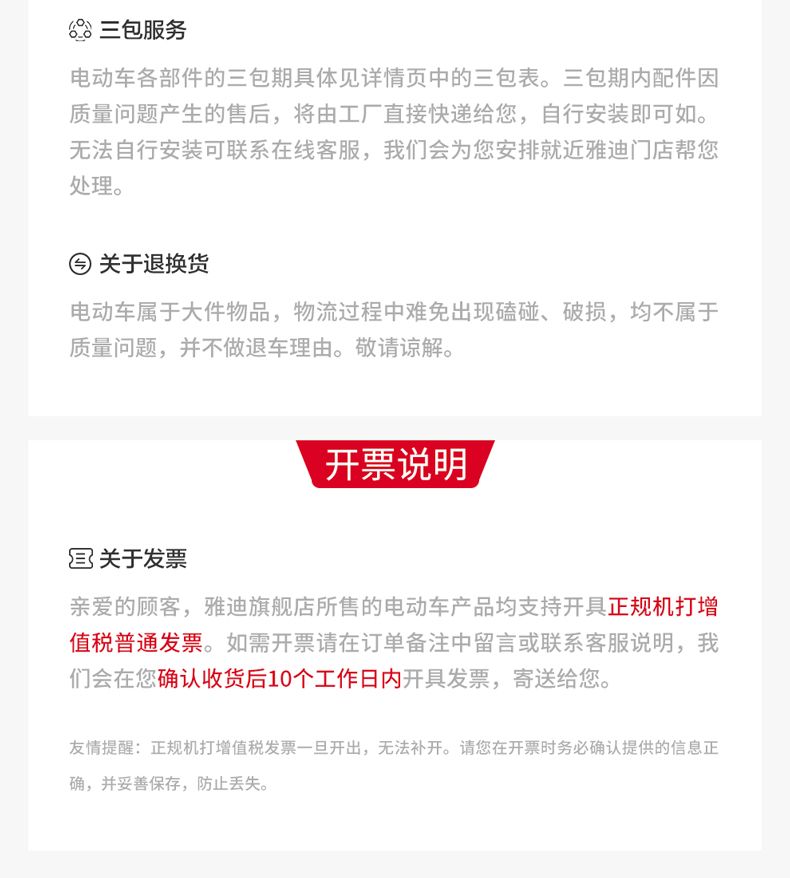 三包服务
电动车各部件的三包期具体见详情页中的三包表。三包期内配件因
质量问题产生的售后，将由工厂直接快递给您，自行安装即可如。
无法自行安装可联系在线客服，我们会为您安排就近雅迪门店帮您
处理。
关于退换货
电动车属于大件物品，物流过程中难免出现磕碰、破损，均不属于
质量问题，并不做退车理由。敬请谅解。
开票说明
关于发票
亲爱的顾客，雅迪旗舰店所售的电动车产品均支持开具正规机打增
值税普通发票。如需开票请在订单备注中留言或联系客服说明，我
们会在您确认收货后10个工作日内开具发票，寄送给您。
友情提醒：正规机打增值税发票一旦开出，无法补开。请您在开票时务必确认提供的信息正
确，并妥善保存，防止丢失。